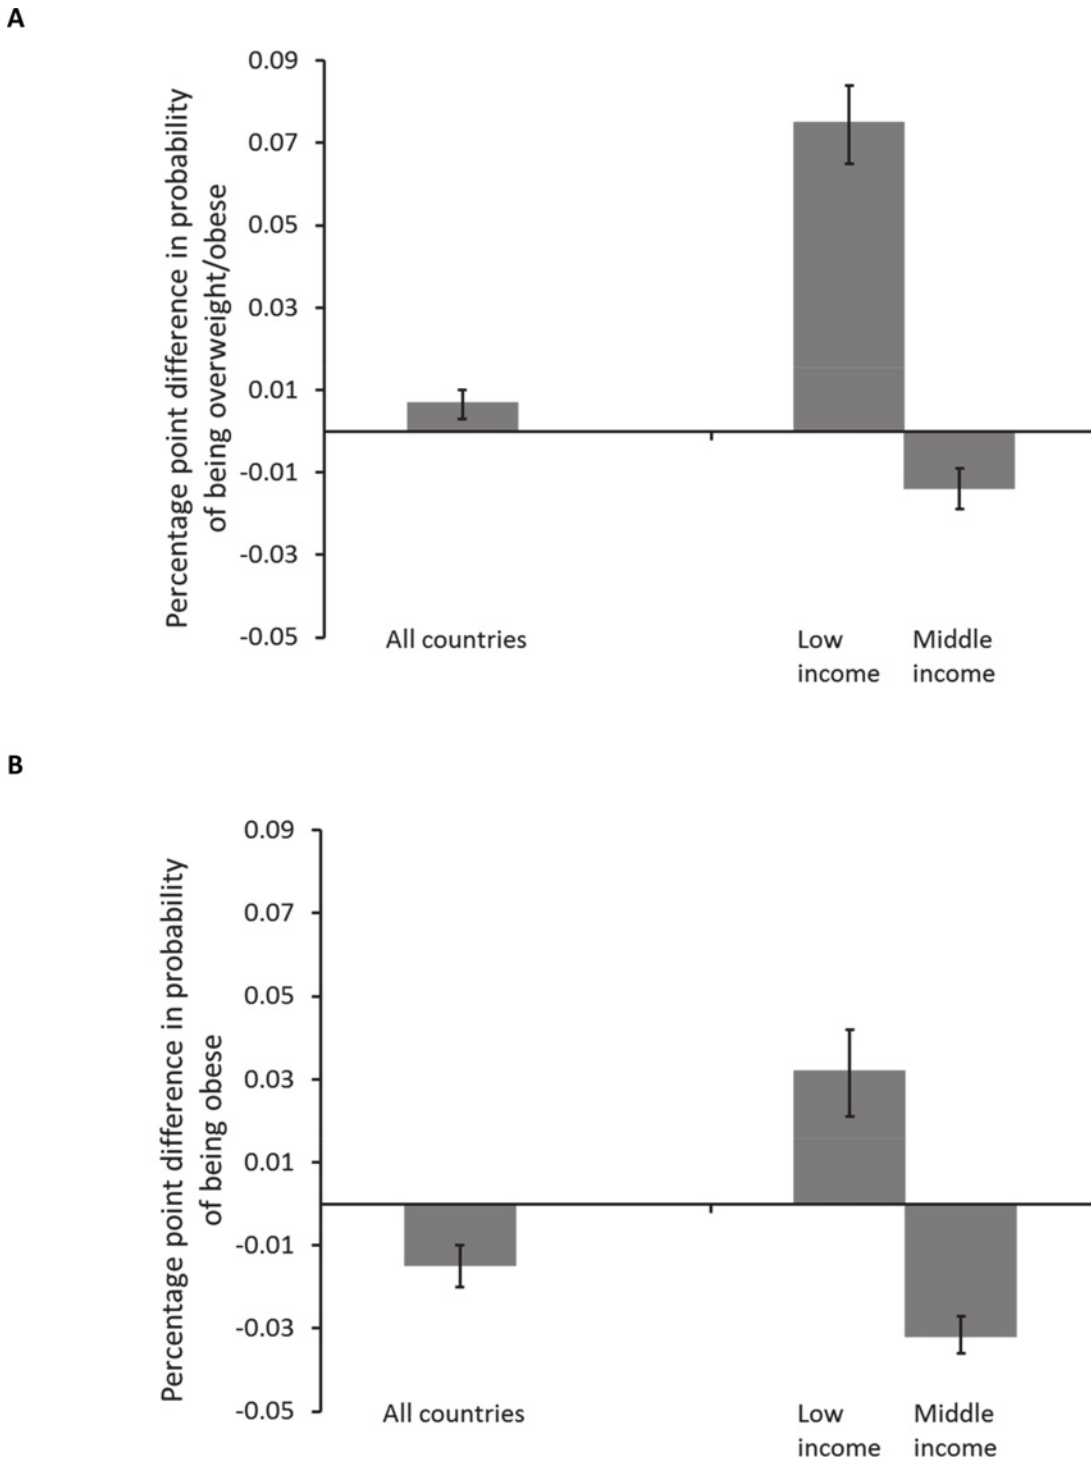 A
Percentage point difference in probability
of being overweight/obese
0.09
0.07
0.05
0.03
0.01
-0.01
-0.03
-0.05
All countries
Low
income
Middle
income
B
Percentage point difference in probability
of being obese
0.09
0.07
0.05
0.03
0.01
-0.01
-0.03
-0.05
All countries
Low
income
Middle
income